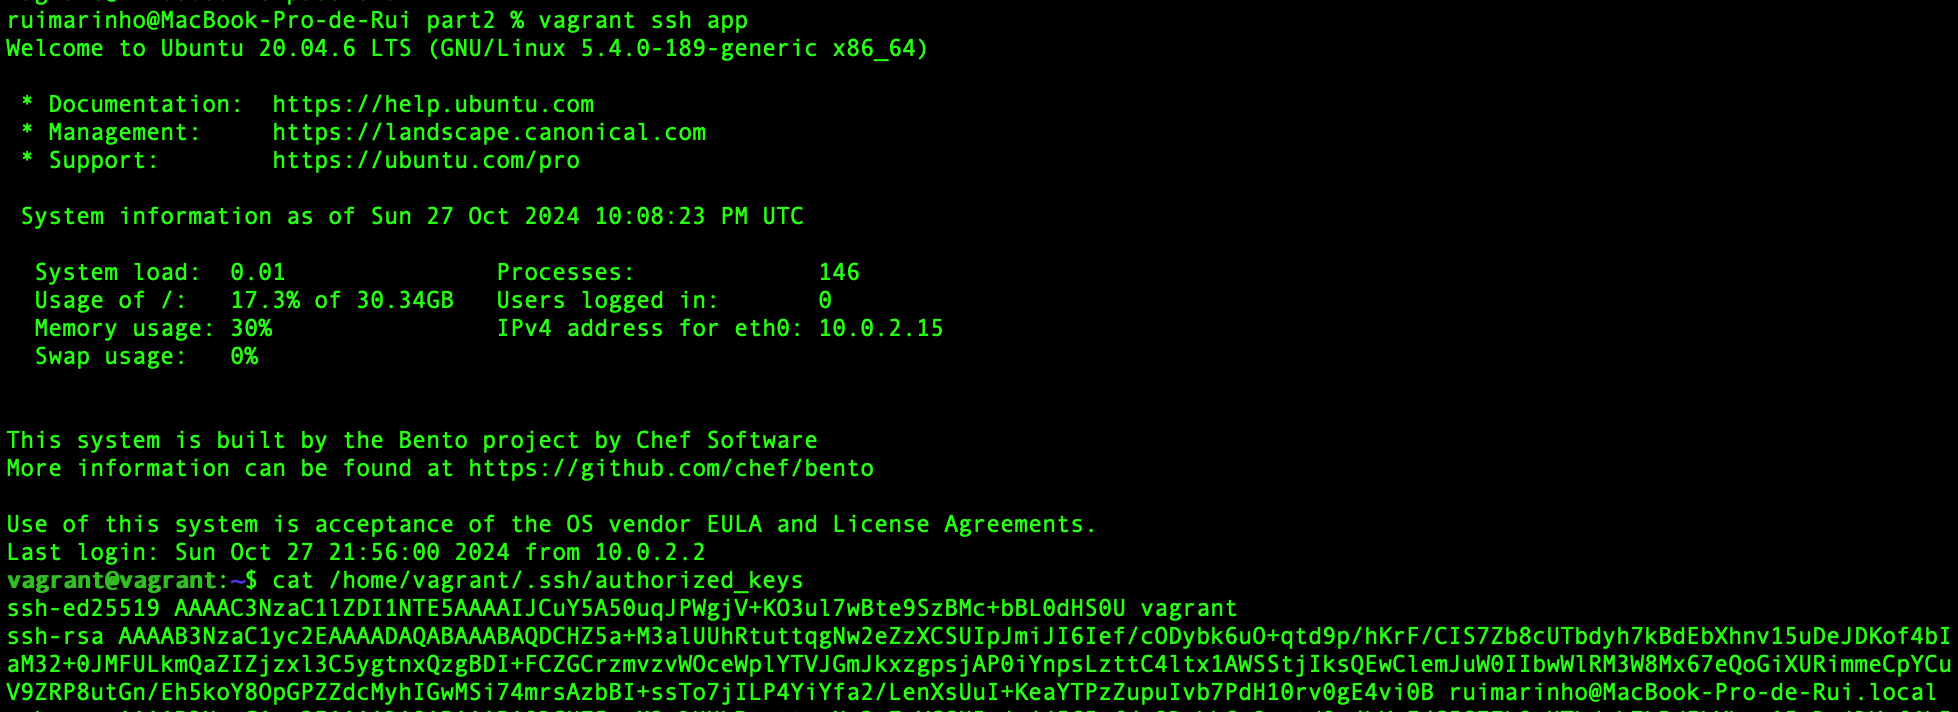 ruimarinho@MacBook-Pro-de-Rui part2 % vagrant ssh app
Welcome to Ubuntu 20.04.6 LTS (GNU/Linux 5.4.0-189-generic x86_64)
* Documentation: https://help.ubuntu.com
* Management: https://landscape.canonical.com
* Support: https://ubuntu.com/pro
System information as of Sun 27 Oct 2024 10:08:23 PM UTC
System load: 0.01 Processes: 146
Usage of /: 17.3% of 30.34GB Users logged in: 0
Memory usage: 30% IPv4 address for eth0: 10.0.2.15
Swap usage: 0%
This system is built by the Bento project by Chef Software
More information can be found at https://github.com/chef/bento
Use of this system is acceptance of the OS vendor EULA and License Agreements.
Last login: Sun Oct 27 21:56:00 2024 from 10.0.2.2
vagrant@vagrant:~$ cat /home/vagrant/.ssh/authorized_keys
ssh-ed25519 AAAAC3NzaC1lZDI1NTE5AAAAIJCuY5A50uqJPWgjV+KO3ul7wBte9SzBMc+bBL0dHS0U vagrant
ssh-rsa AAAAB3NzaC1yc2EAAAADAQABAAABAQDCHZ5a+M3alUUhRtuttqgNw2eZzXCSUIpJmiJI6Ief/cODybk6uO+qtd9p/hKrF/CIS7Zb8cUTbdyh7kBdEbXhnv15uDeJDKof4bI
aM32+0JMFULkmQaZIZjzxl3C5ygtnxQzgBDI+FCZGCrzmvzvWOceWplYTVJGmJkxzgpsjAP0iYnpsLzttC4ltx1AWSStjIksQEwClemJuW0IIbwWlRM3W8Mx67eQoGiXURimmeCpYCu
V9ZRP8utGn/Eh5koY8OpGPZZdcMyhIGwMSi74mrsAzbBI+ssTo7jILP4YiYfa2/LenXsUuI+KeaYTPzZupuIvb7PdH10rv0gE4vi0B ruimarinho@MacBook-Pro-de-Rui.local